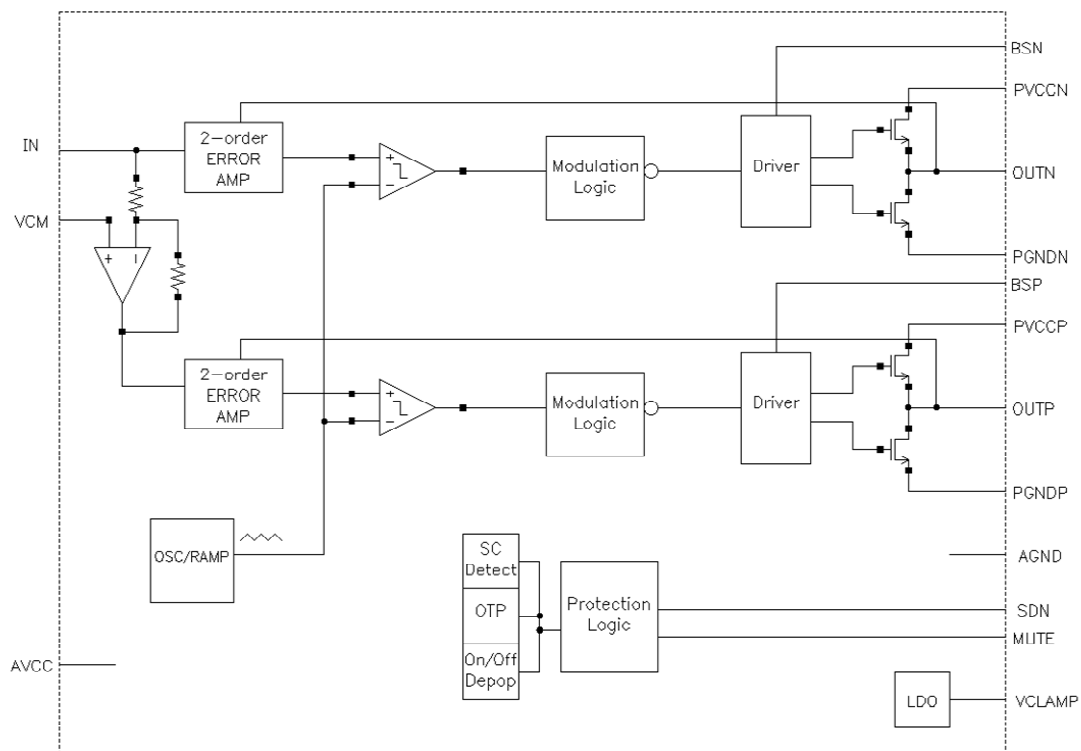 BSN
PVCCN
IN
2-order
ERROR
AMP
+
−
Modulation
Logic
Driver
OUTN
VCM
+
−
PGNDN
BSP
PVCCP
2-order
ERROR
AMP
+
−
Modulation
Logic
Driver
OUTP
PGNDP
OSC/RAMP
SC
Detect
OTP
On/Off
Depop
Protection
Logic
AGND
SDN
MUTE
AVCC
LDO
VCLAMP